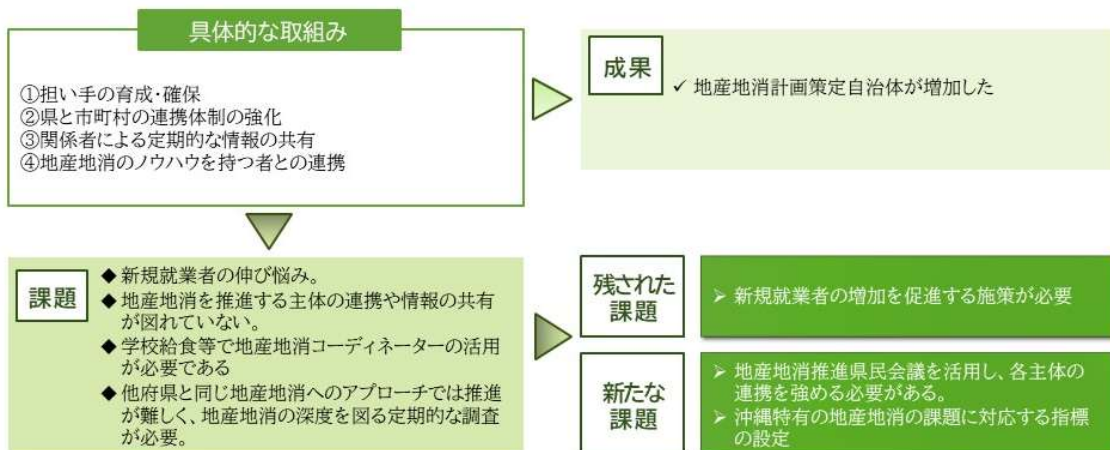 具体的な取組み
①担い手の育成・確保
②県と市町村の連携体制の強化
③関係者による定期的な情報の共有
④地産地消のノウハウを持つ者との連携
成果
✓ 地産地消計画策定自治体が増加した
課題
◆ 新規就業者の伸び悩み。
◆ 地産地消を推進する主体の連携や情報の共有
が図れていない。
◆ 学校給食等で地産地消コーディネーターの活用
が必要である
◆ 他府県と同じ地産地消へのアプローチでは推進
が難しく、地産地消の深度を図る定期的な調査
が必要。
残された
課題
➢ 新規就業者の増加を促進する施策が必要
新たな
課題
➢ 地産地消推進県民会議を活用し、各主体の
連携を強める必要がある。
➢ 沖縄特有の地産地消の課題に対応する指標
の設定